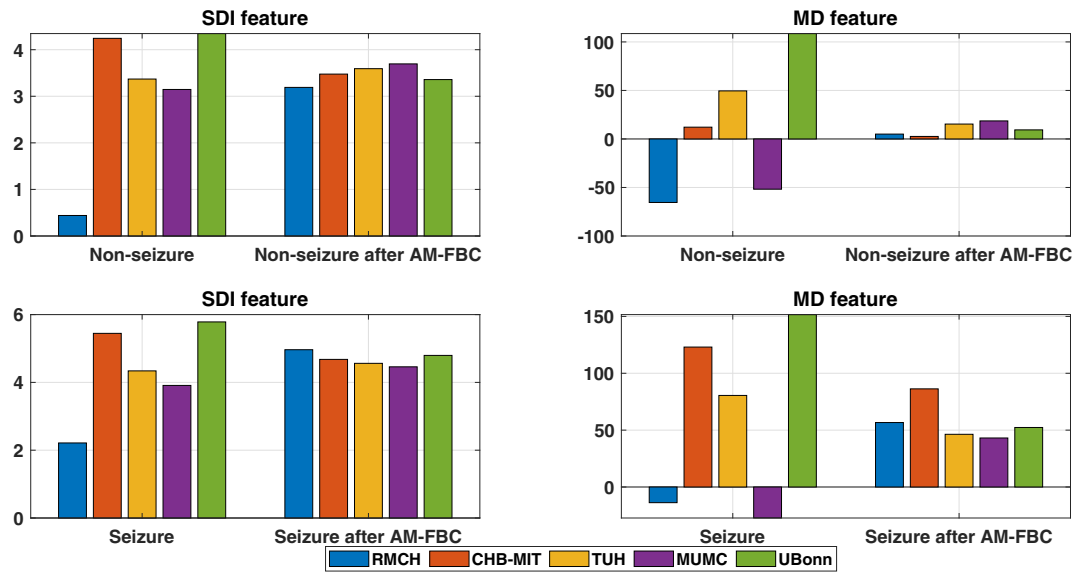 SDI feature
4
3
2
1
0
Non-seizure
Non-seizure after AM-FBC
MD feature
100
50
0
-50
-100
Non-seizure
Non-seizure after AM-FBC
SDI feature
6
4
2
0
Seizure
Seizure after AM-FBC
MD feature
150
100
50
0
Seizure
Seizure after AM-FBC
RMCH CHB-MIT TUH MUMC UBonn